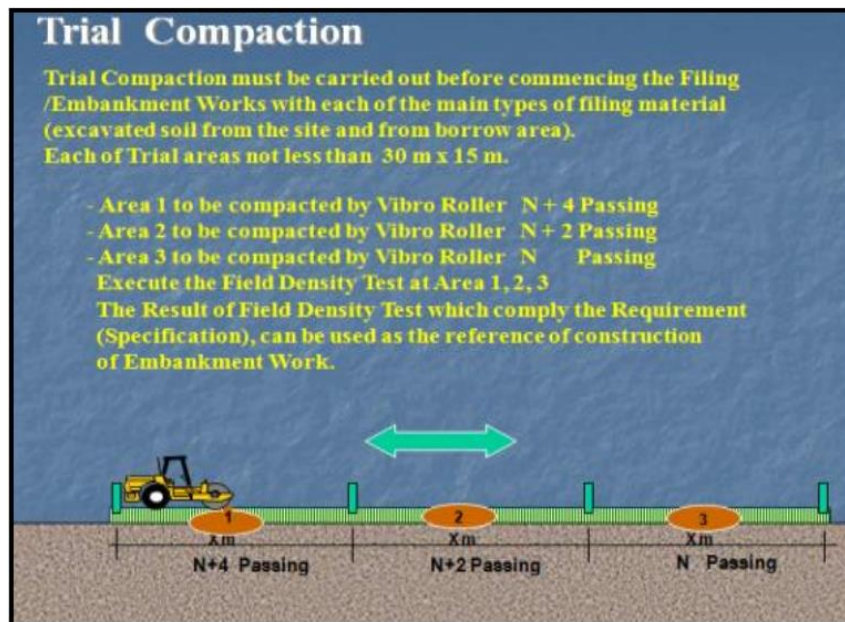 Trial Compaction
Trial Compaction must be carried out before commencing the Filing
/Embankment Works with each of the main types of filing material
(excavated soil from the site and from borrow area).
Each of Trial areas not less than 30 m x 15 m.
- Area 1 to be compacted by Vibro Roller N + 4 Passing
- Area 2 to be compacted by Vibro Roller N + 2 Passing
- Area 3 to be compacted by Vibro Roller N Passing
Execute the Field Density Test at Area 1, 2, 3
The Result of Field Density Test which comply the Requirement
(Specification), can be used as the reference of construction
of Embankment Work.
1 2 3
X m X m X m
N+4 Passing N+2 Passing N Passing